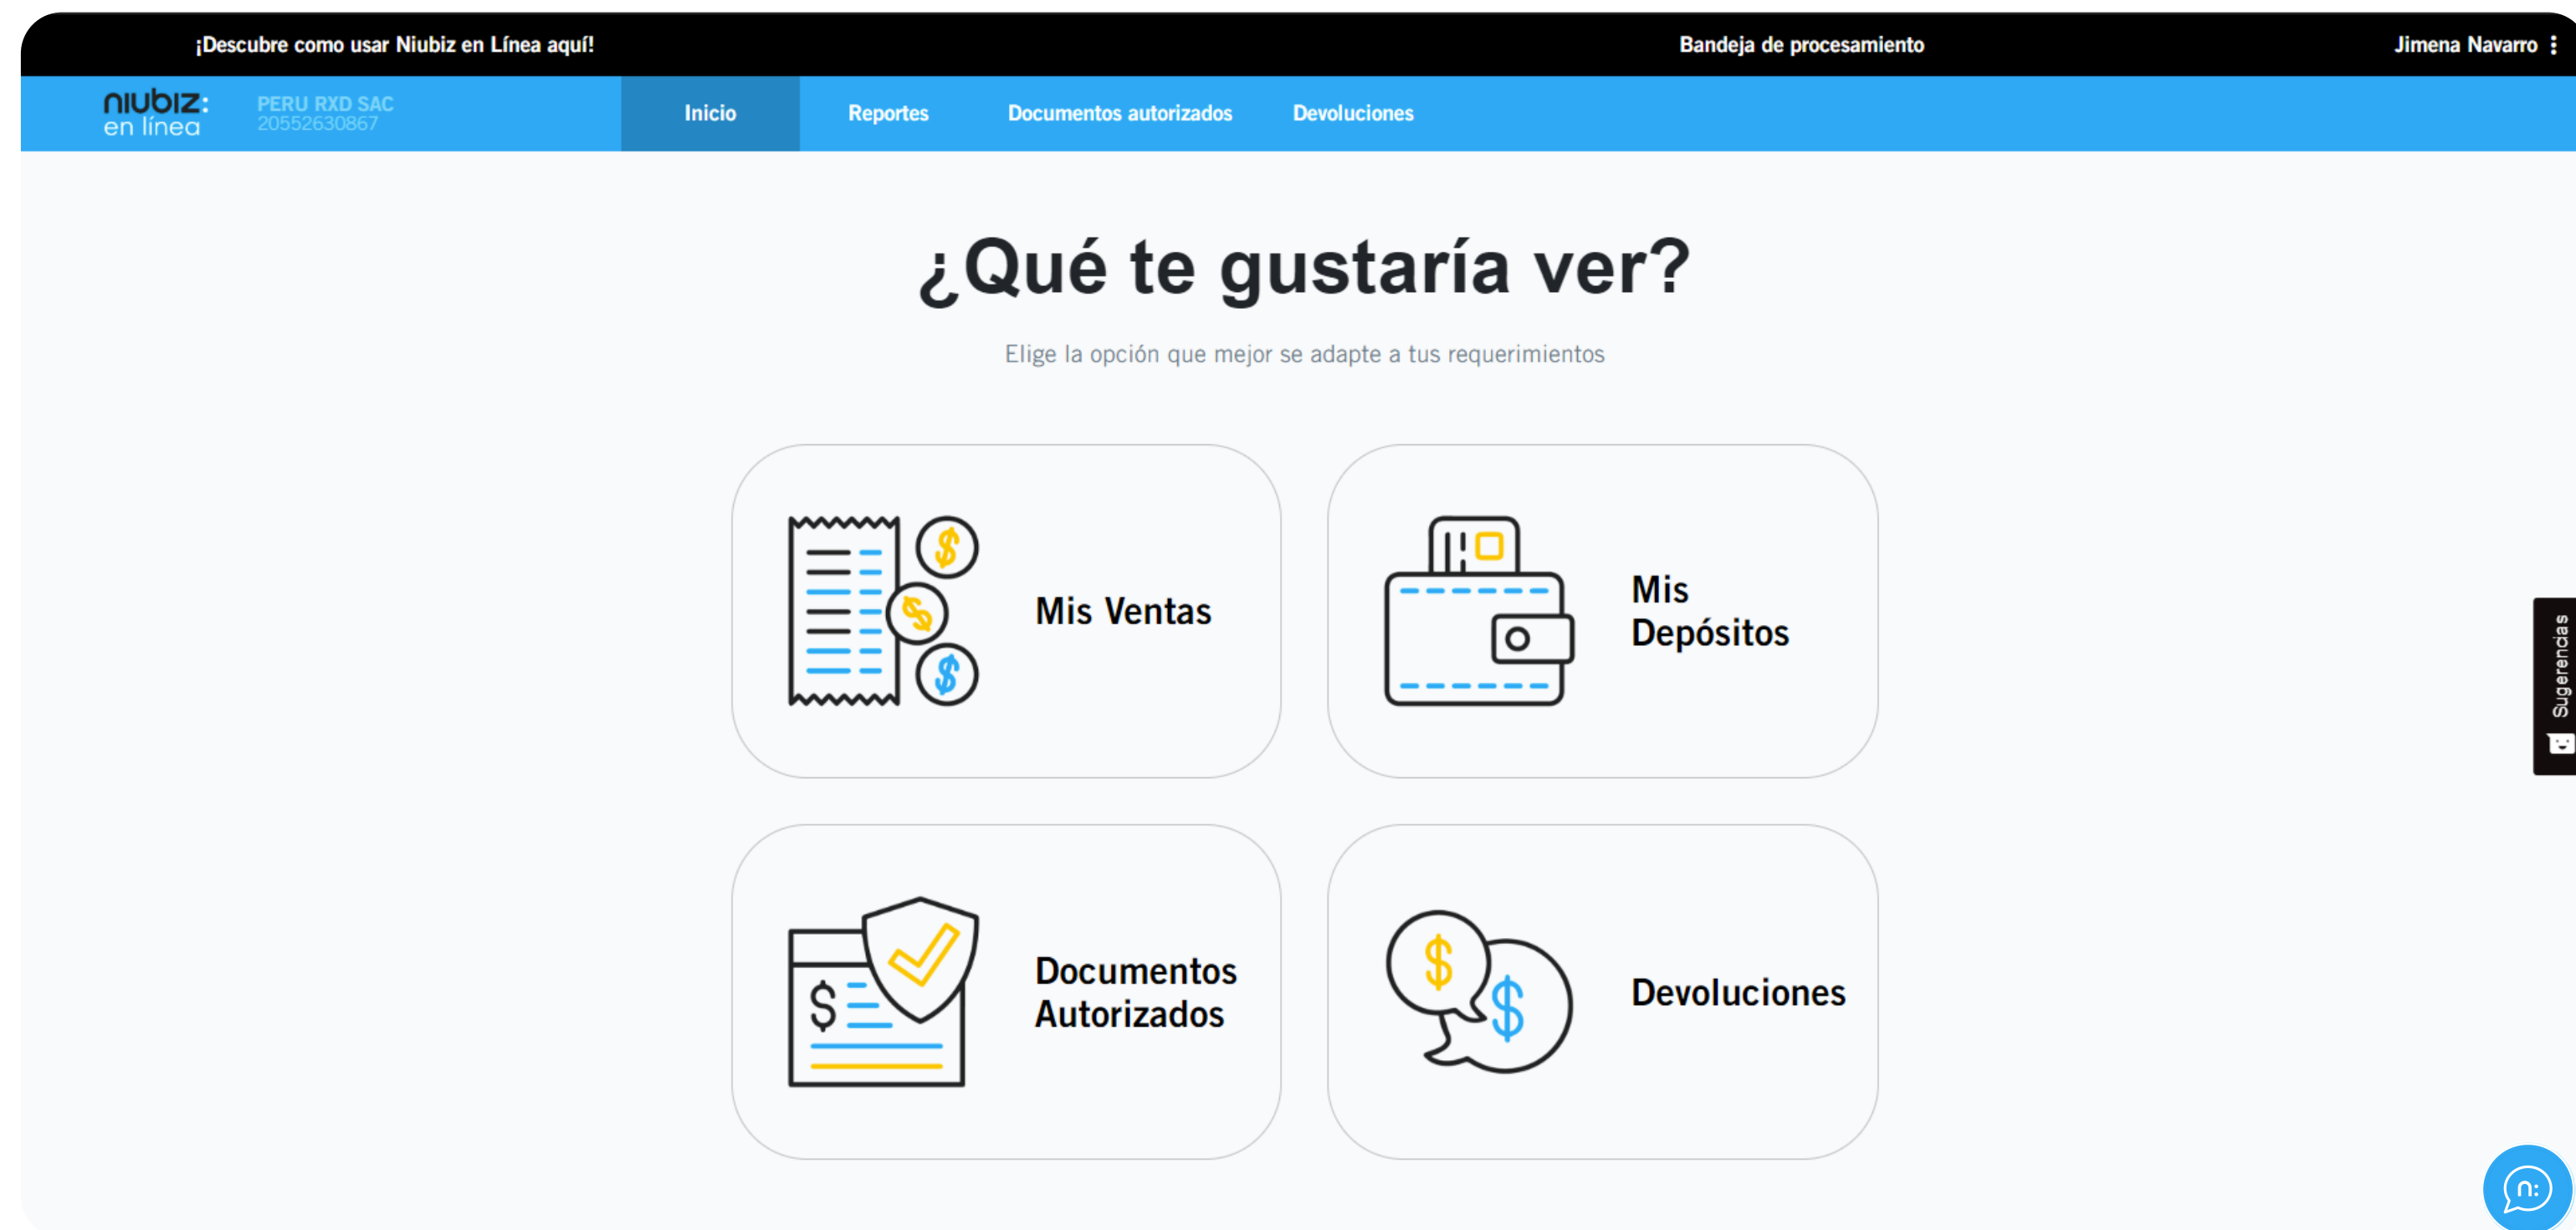 ¡Descubre como usar Niubiz en Línea aquí!
Bandeja de procesamiento
Jimena Navarro
niubiz:
en línea
PERU RXD SAC
20552630867
Inicio
Reportes
Documentos autorizados
Devoluciones
¿Qué te gustaría ver?
Elige la opción que mejor se adapte a tus requerimientos
Mis Ventas
Mis
Depósitos
Sugerencias
Documentos
Autorizados
Devoluciones
n: